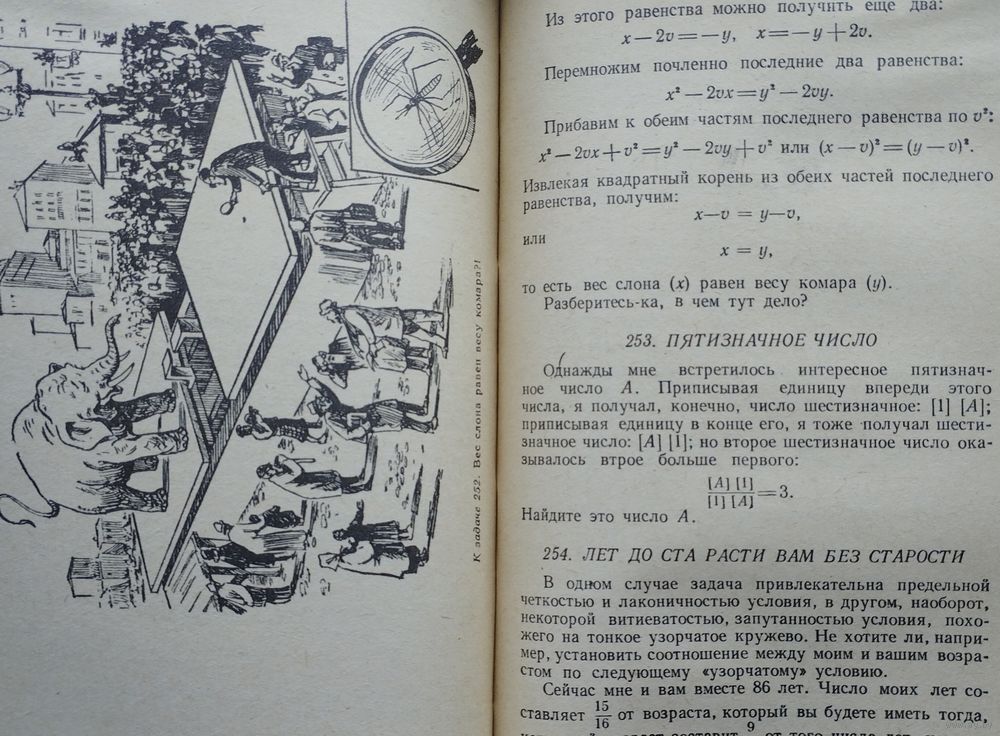 К задаче 252. Вес слона равен весу комара?!
Из этого равенства можно получить еще два:
x — 2v = — y, x = — y + 2v.
Перемножим почленно последние два равенства:
x² — 2vx = y² — 2vy.
Прибавим к обеим частям последнего равенства по v²:
x² — 2vx + v² = y² — 2vy + v² или (x — v)² = (y — v)².
Извлекая квадратный корень из обеих частей последнего
равенства, получим:
x — v = y — v,
или
x = y,
то есть вес слона (x) равен весу комара (y).
Разберитесь-ка, в чем тут дело?
253. ПЯТИЗНАЧНОЕ ЧИСЛО
Однажды мне встретилось интересное пятизнач-
ное число A. Приписывая единицу впереди этого
числа, я получал, конечно, число шестизначное: [1] [A];
приписывая единицу в конце его, я тоже получал шести-
значное число: [A] [1]; но второе шестизначное число ока-
зывалось втрое больше первого:
[A] [1] / [1] [A] = 3.
Найдите это число A.
254. ЛЕТ ДО СТА РАСТИ ВАМ БЕЗ СТАРОСТИ
В одном случае задача привлекательна предельной
четкостью и лаконичностью условия, в другом, наоборот,
некоторой витиеватостью, запутанностью условия, похо-
жего на тонкое узорчатое кружево. Не хотите ли, напри-
мер, установить соотношение между моим и вашим возра-
стом по следующему «узорчатому» условию.
Сейчас мне и вам вместе 86 лет. Число моих лет со-
ставляет 15/16 от возраста, который вы будете иметь тогда,
9 от того числа лет